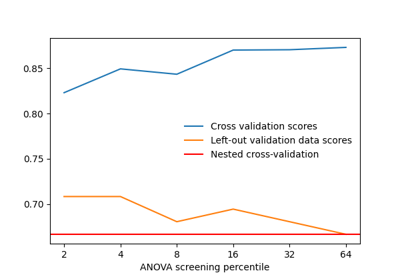 0.85
0.80
0.75
0.70
Cross validation scores
Left-out validation data scores
Nested cross-validation
2 4 8 16 32 64
ANOVA screening percentile